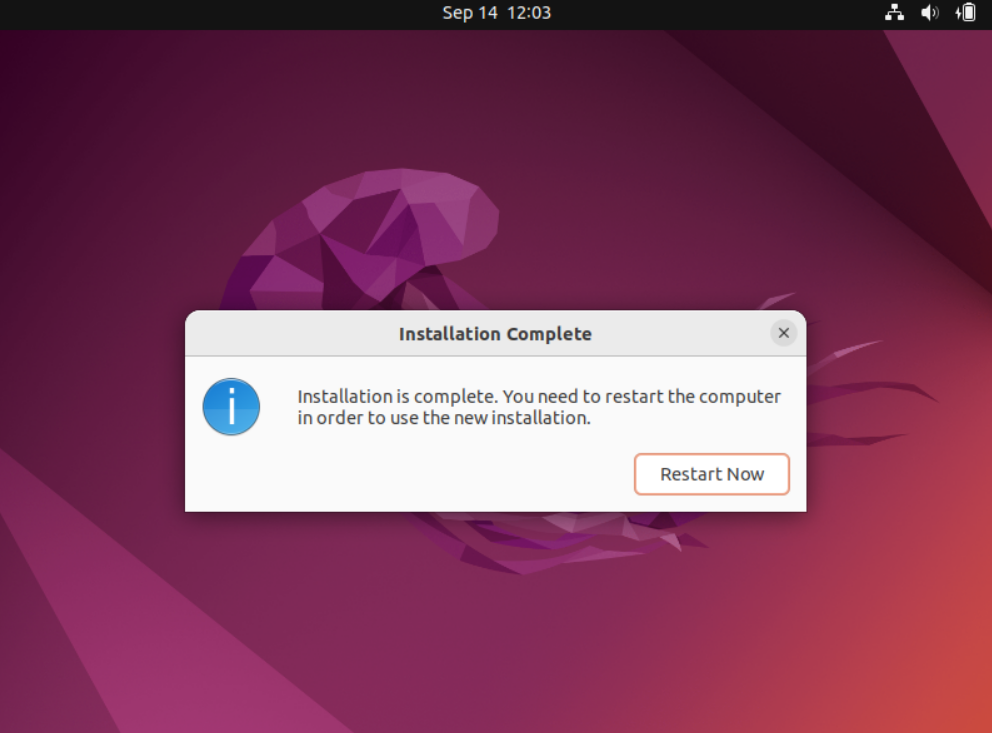 Sep 14 12:03
Installation Complete
Installation is complete. You need to restart the computer
in order to use the new installation.
Restart Now